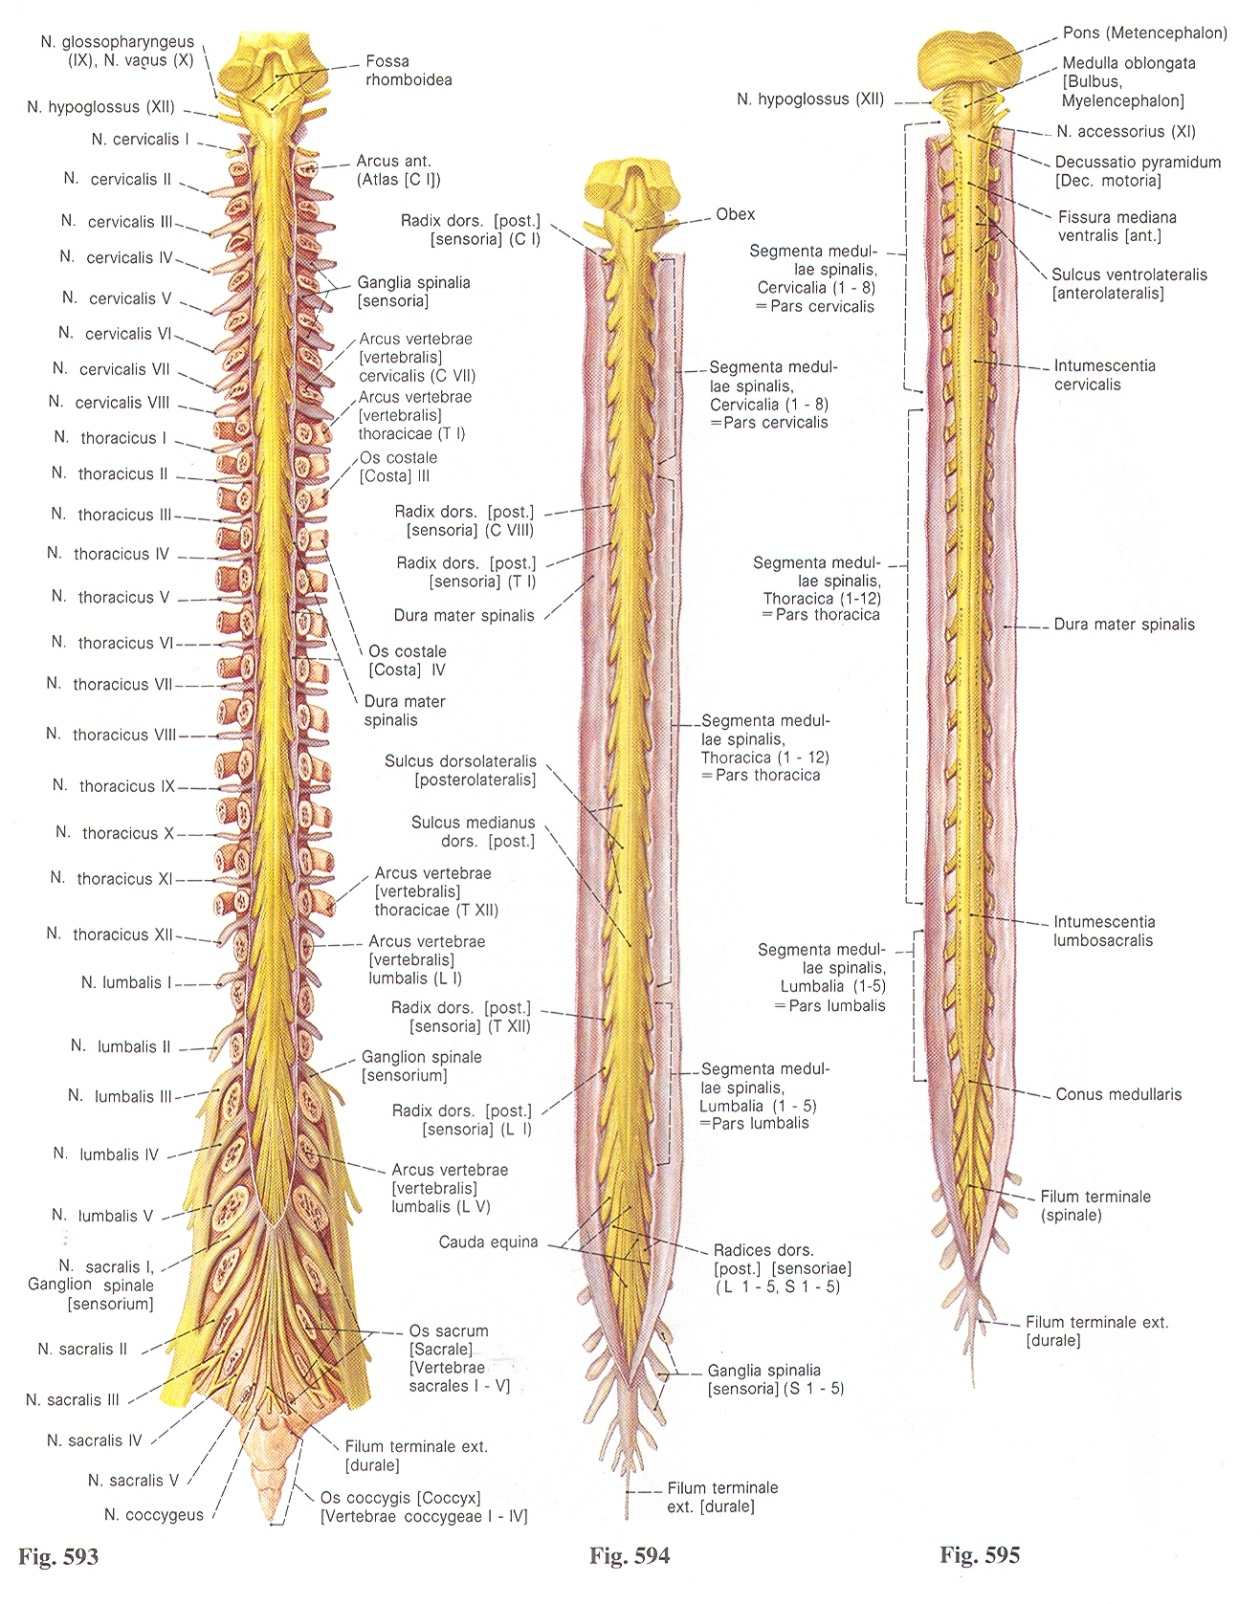 N. glossopharyngeus
(IX), N. vagus (X)
N. hypoglossus (XII)
N. cervicalis I
N. cervicalis II
N. cervicalis III
N. cervicalis IV
N. cervicalis V
N. cervicalis VI
N. cervicalis VII
N. cervicalis VIII
N. thoracicus I
N. thoracicus II
N. thoracicus III
N. thoracicus IV
N. thoracicus V
N. thoracicus VI
N. thoracicus VII
N. thoracicus VIII
N. thoracicus IX
N. thoracicus X
N. thoracicus XI
N. thoracicus XII
N. lumbalis I
N. lumbalis II
N. lumbalis III
N. lumbalis IV
N. lumbalis V
N. sacralis I,
Ganglion spinale
[sensorium]
N. sacralis II
N. sacralis III
N. sacralis IV
N. sacralis V
N. coccygeus
Fossa
rhomboidea
Arcus ant.
(Atlas [C I])
Ganglia spinalia
[sensoria]
Arcus vertebrae
[vertebralis]
cervicalis (C VII)
Arcus vertebrae
[vertebralis]
thoracicae (T I)
Os costale
[Costa] III
Os costale
[Costa] IV
Dura mater
spinalis
Arcus vertebrae
[vertebralis]
thoracicae (T XII)
Arcus vertebrae
[vertebralis]
lumbalis (L I)
Ganglion spinale
[sensorium]
Arcus vertebrae
[vertebralis]
lumbalis (L V)
Os sacrum
[Sacrale]
[Vertebrae
sacrales I - V]
Filum terminale ext.
[durale]
Os coccygis [Coccyx]
[Vertebrae coccygeae I - IV]
Fig. 593
Radix dors. [post.]
[sensoria] (C I)
Radix dors. [post.]
[sensoria] (C VIII)
Radix dors. [post.]
[sensoria] (T I)
Dura mater spinalis
Sulcus dorsolateralis
[posterolateralis]
Sulcus medianus
dors. [post.]
Radix dors. [post.]
[sensoria] (T XII)
Radix dors. [post.]
[sensoria] (L I)
Cauda equina
Obex
Segmenta medul-
lae spinalis,
Cervicalia (1 - 8)
=Pars cervicalis
Segmenta medul-
lae spinalis,
Thoracica (1 - 12)
= Pars thoracica
Segmenta medul-
lae spinalis,
Lumbalia (1 - 5)
=Pars lumbalis
Radices dors.
[post.] [sensoriae]
(L 1 - 5, S 1 - 5)
Ganglia spinalia
[sensoria] (S 1 - 5)
Filum terminale
ext. [durale]
Fig. 594
N. hypoglossus (XII)
Segmenta medul-
lae spinalis,
Cervicalia (1 - 8)
= Pars cervicalis
Segmenta medul-
lae spinalis,
Thoracica (1-12)
= Pars thoracica
Segmenta medul-
lae spinalis,
Lumbalia (1-5)
= Pars lumbalis
Pons (Metencephalon)
Medulla oblongata
[Bulbus,
Myelencephalon]
N. accessorius (XI)
Decussatio pyramidum
[Dec. motoria]
Fissura mediana
ventralis [ant.]
Sulcus ventrolateralis
[anterolateralis]
Intumescentia
cervicalis
Dura mater spinalis
Intumescentia
lumbosacralis
Conus medullaris
Filum terminale
(spinale)
Filum terminale ext.
[durale]
Fig. 595